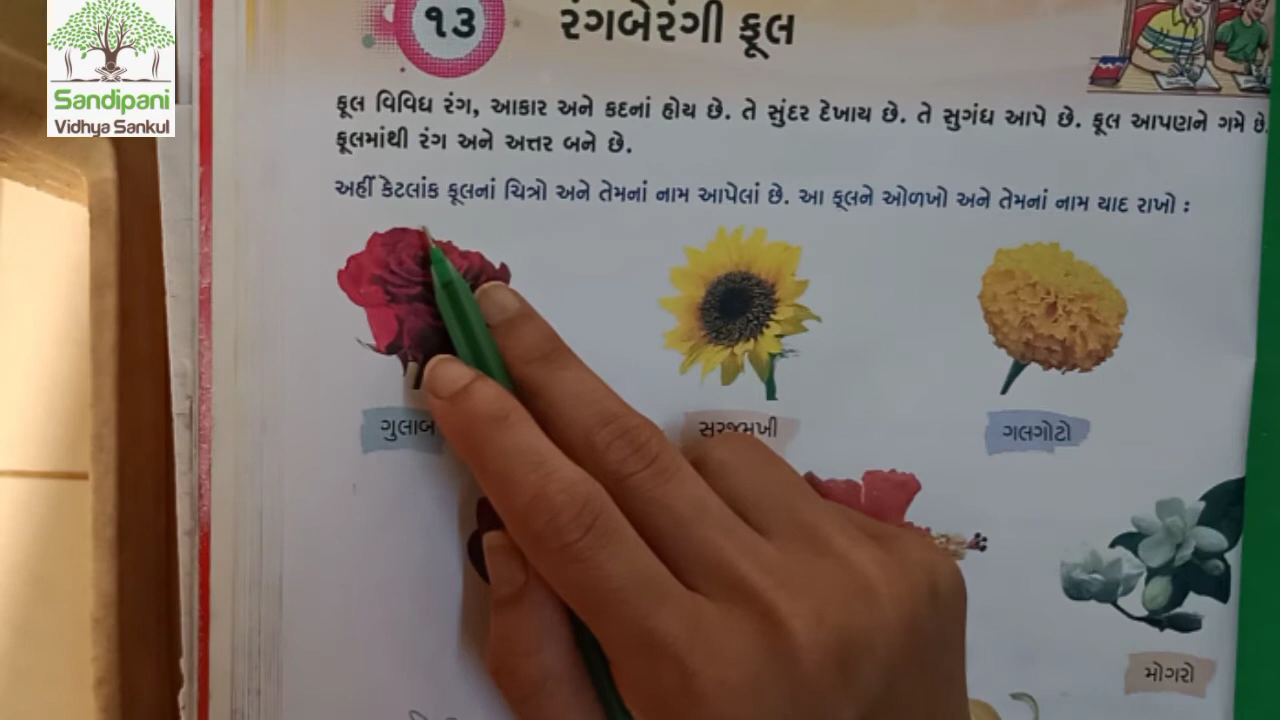 Sandipani
Vidhya Sankul
૧૩
રંગબેરંગી ફૂલ
ફૂલ વિવિધ રંગ, આકાર અને કદનાં હોય છે. તે સુંદર દેખાય છે. તે સુગંધ આપે છે. ફૂલ આપણને ગમે છે.
ફૂલમાંથી રંગ અને અત્તર બને છે.
અહીં કેટલાંક ફૂલનાં ચિત્રો અને તેમનાં નામ આપેલાં છે. આ ફૂલને ઓળખો અને તેમનાં નામ યાદ રાખો :
ગુલાબ
સૂરજમુખી
ગલગોટો
મોગરો